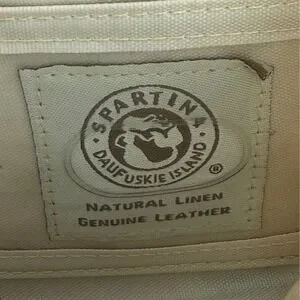 • SPARTINA •
DAUFUSKIE ISLAND
®
NATURAL LINEN
GENUINE LEATHER